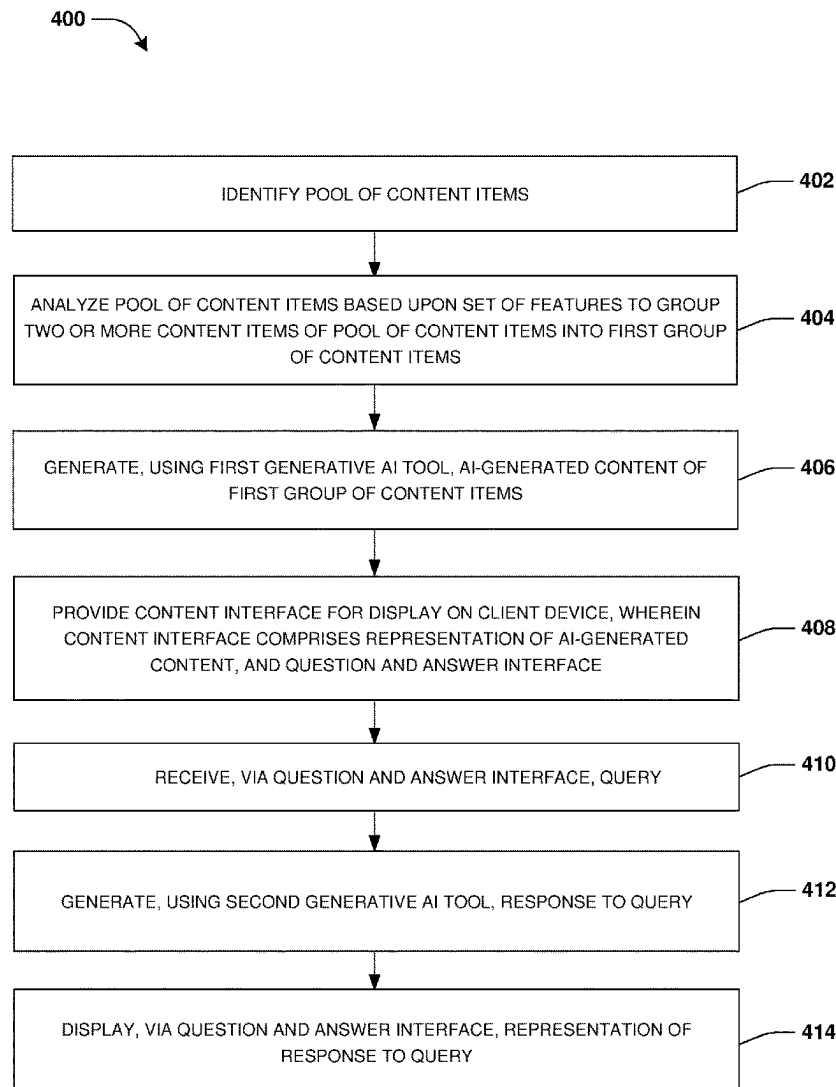 400
IDENTIFY POOL OF CONTENT ITEMS
402
ANALYZE POOL OF CONTENT ITEMS BASED UPON SET OF FEATURES TO GROUP
TWO OR MORE CONTENT ITEMS OF POOL OF CONTENT ITEMS INTO FIRST GROUP
OF CONTENT ITEMS
404
GENERATE, USING FIRST GENERATIVE AI TOOL, AI-GENERATED CONTENT OF
FIRST GROUP OF CONTENT ITEMS
406
PROVIDE CONTENT INTERFACE FOR DISPLAY ON CLIENT DEVICE, WHEREIN
CONTENT INTERFACE COMPRISES REPRESENTATION OF AI-GENERATED
CONTENT, AND QUESTION AND ANSWER INTERFACE
408
RECEIVE, VIA QUESTION AND ANSWER INTERFACE, QUERY
410
GENERATE, USING SECOND GENERATIVE AI TOOL, RESPONSE TO QUERY
412
DISPLAY, VIA QUESTION AND ANSWER INTERFACE, REPRESENTATION OF
RESPONSE TO QUERY
414